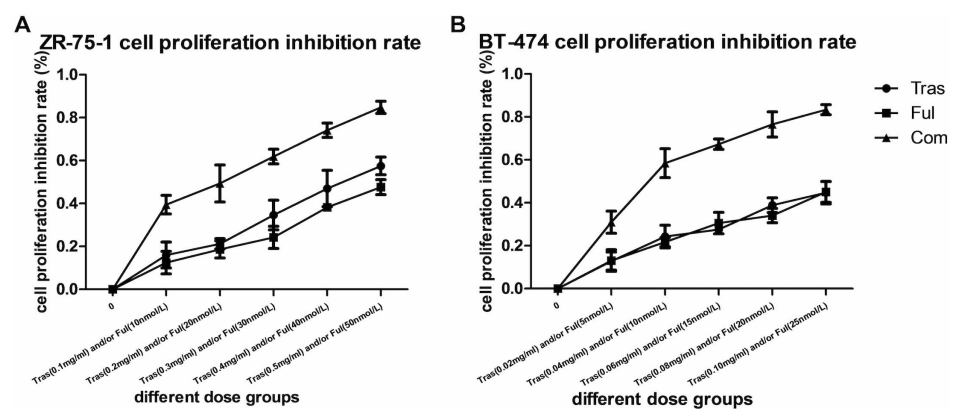 A
ZR-75-1 cell proliferation inhibition rate
cell proliferation inhibition rate (%)
1.0
0.8
0.6
0.4
0.2
0.0
0
Tras(0.1mg/ml) and/or Ful(10nmol/L)
Tras(0.2mg/ml) and/or Ful(20nmol/L)
Tras(0.3mg/ml) and/or Ful(30nmol/L)
Tras(0.4mg/ml) and/or Ful(40nmol/L)
Tras(0.5mg/ml) and/or Ful(50nmol/L)
different dose groups
B
BT-474 cell proliferation inhibition rate
cell proliferation inhibition rate (%)
1.0
0.8
0.6
0.4
0.2
0.0
0
Tras(0.02mg/ml) and/or Ful(5nmol/L)
Tras(0.04mg/ml) and/or Ful(10nmol/L)
Tras(0.06mg/ml) and/or Ful(15nmol/L)
Tras(0.08mg/ml) and/or Ful(20nmol/L)
Tras(0.10mg/ml) and/or Ful(25nmol/L)
different dose groups
Tras
Ful
Com